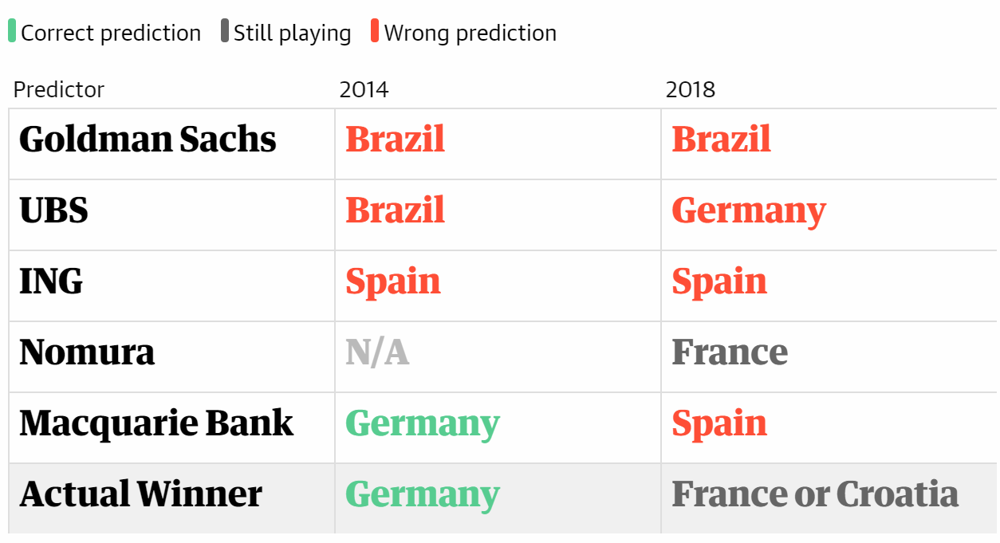 Correct prediction Still playing Wrong prediction
Predictor 2014 2018
Goldman Sachs Brazil Brazil
UBS Brazil Germany
ING Spain Spain
Nomura N/A France
Macquarie Bank Germany Spain
Actual Winner Germany France or Croatia